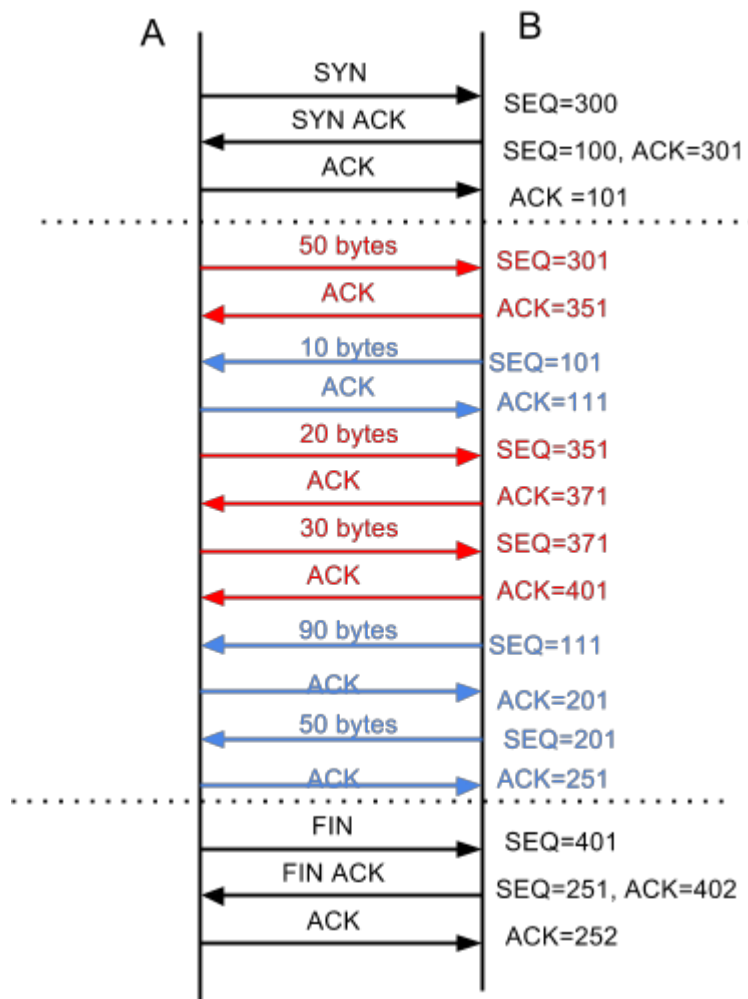 A B
SYN
SEQ=300
SYN ACK
SEQ=100, ACK=301
ACK
ACK =101
50 bytes
SEQ=301
ACK
ACK=351
10 bytes
SEQ=101
ACK
ACK=111
20 bytes
SEQ=351
ACK
ACK=371
30 bytes
SEQ=371
ACK
ACK=401
90 bytes
SEQ=111
ACK
ACK=201
50 bytes
SEQ=201
ACK
ACK=251
FIN
SEQ=401
FIN ACK
SEQ=251, ACK=402
ACK
ACK=252